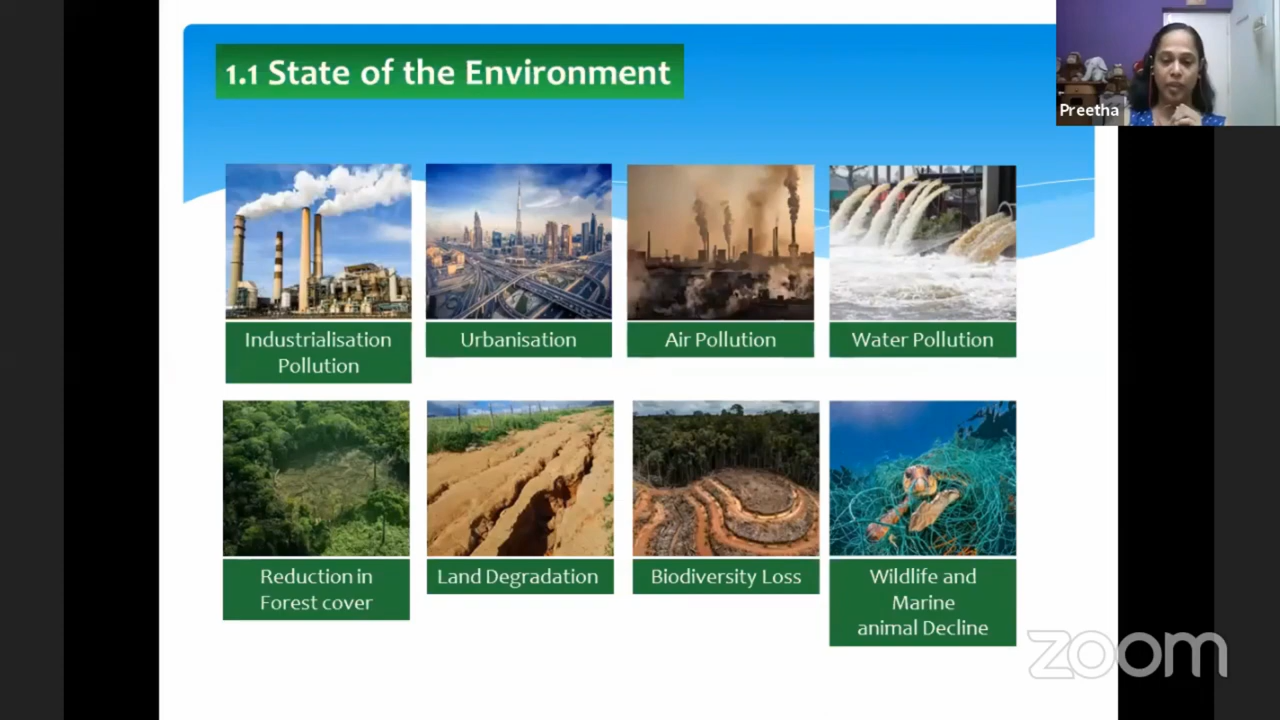 1.1 State of the Environment
Preetha
Industrialisation
Pollution
Urbanisation
Air Pollution
Water Pollution
Reduction in
Forest cover
Land Degradation
Biodiversity Loss
Wildlife and
Marine
animal Decline
zoom